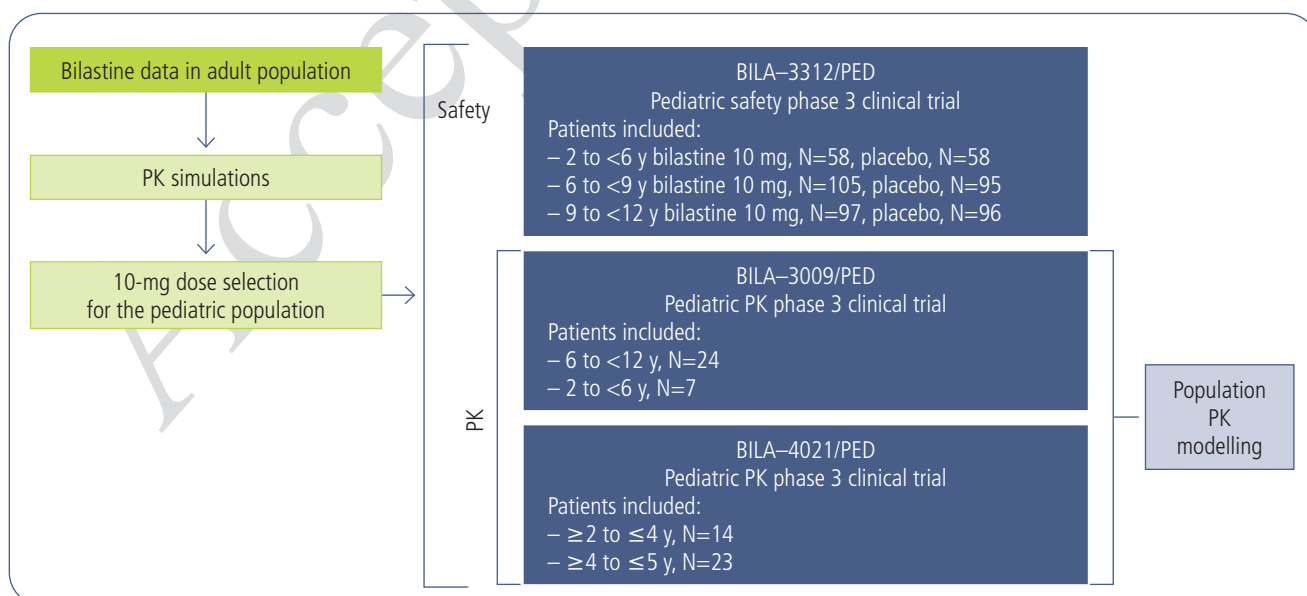 Bilastine data in adult population
PK simulations
10-mg dose selection
for the pediatric population
Safety
BILA–3312/PED
Pediatric safety phase 3 clinical trial
Patients included:
– 2 to <6 y bilastine 10 mg, N=58, placebo, N=58
– 6 to <9 y bilastine 10 mg, N=105, placebo, N=95
– 9 to <12 y bilastine 10 mg, N=97, placebo, N=96
PK
BILA–3009/PED
Pediatric PK phase 3 clinical trial
Patients included:
– 6 to <12 y, N=24
– 2 to <6 y, N=7
BILA–4021/PED
Pediatric PK phase 3 clinical trial
Patients included:
– ≥2 to ≤4 y, N=14
– ≥4 to ≤5 y, N=23
Population
PK
modelling